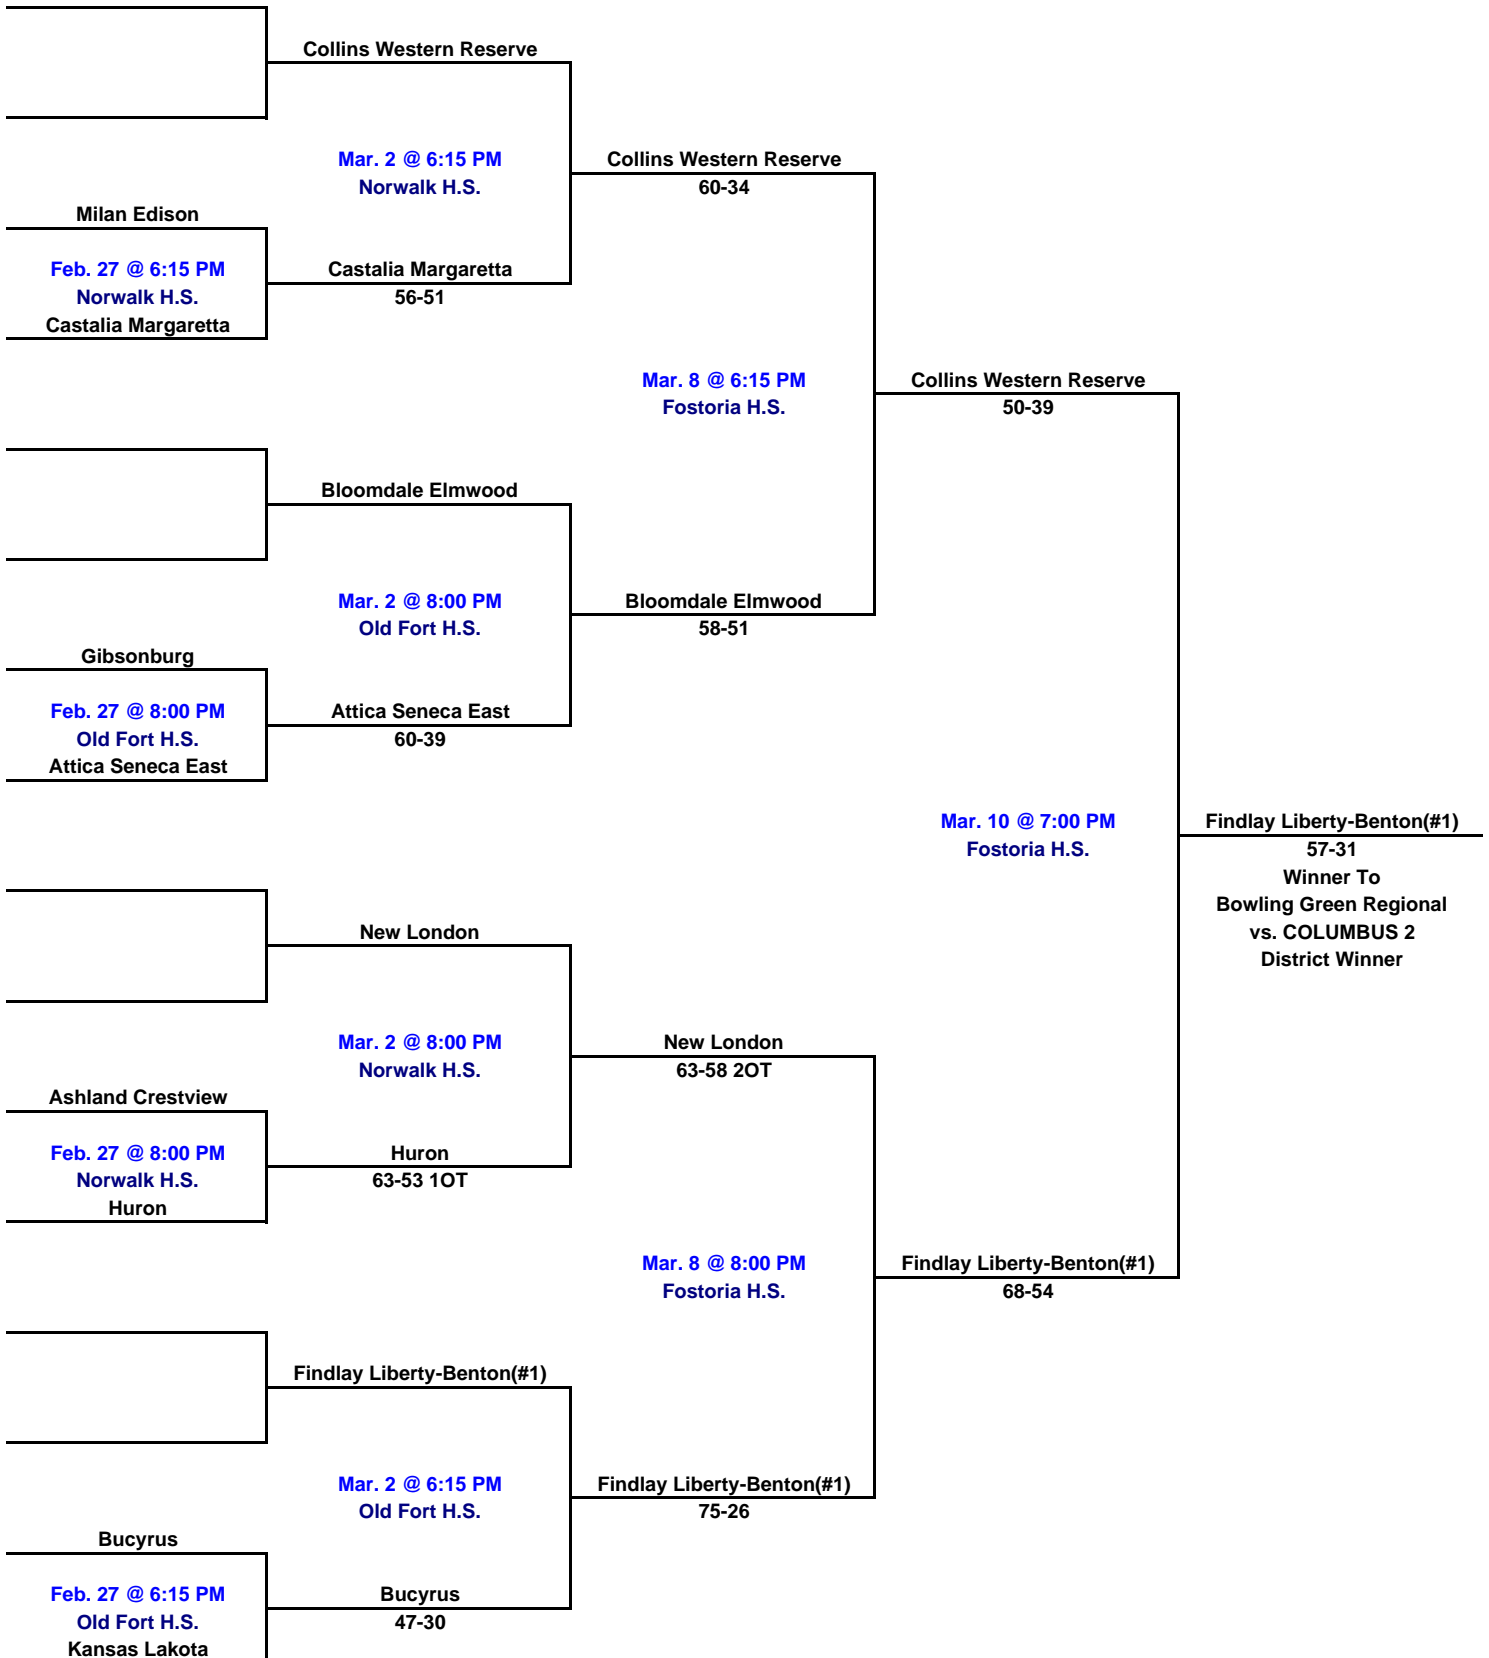 Collins Western Reserve
Mar. 2 @ 6:15 PM
Norwalk H.S.
Collins Western Reserve
60-34
Milan Edison
Feb. 27 @ 6:15 PM
Norwalk H.S.
Castalia Margaretta
Castalia Margaretta
56-51
Mar. 8 @ 6:15 PM
Fostoria H.S.
Collins Western Reserve
50-39
Bloomdale Elmwood
Mar. 2 @ 8:00 PM
Old Fort H.S.
Bloomdale Elmwood
58-51
Gibsonburg
Feb. 27 @ 8:00 PM
Old Fort H.S.
Attica Seneca East
Attica Seneca East
60-39
Mar. 10 @ 7:00 PM
Fostoria H.S.
Findlay Liberty-Benton(#1)
57-31
Winner To
Bowling Green Regional
vs. COLUMBUS 2
District Winner
New London
Mar. 2 @ 8:00 PM
Norwalk H.S.
New London
63-58 2OT
Ashland Crestview
Feb. 27 @ 8:00 PM
Norwalk H.S.
Huron
Huron
63-53 1OT
Mar. 8 @ 8:00 PM
Fostoria H.S.
Findlay Liberty-Benton(#1)
68-54
Findlay Liberty-Benton(#1)
Mar. 2 @ 6:15 PM
Old Fort H.S.
Findlay Liberty-Benton(#1)
75-26
Bucyrus
Feb. 27 @ 6:15 PM
Old Fort H.S.
Kansas Lakota
Bucyrus
47-30